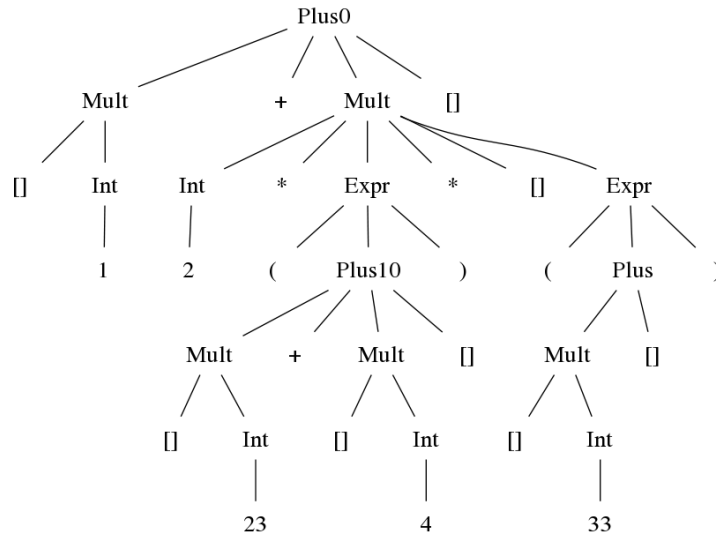 Plus0
Mult + Mult []
[] Int Int * Expr * [] Expr
1 2 ( Plus10 ) ( Plus )
Mult + Mult [] Mult []
[] Int [] Int [] Int
23 4 33